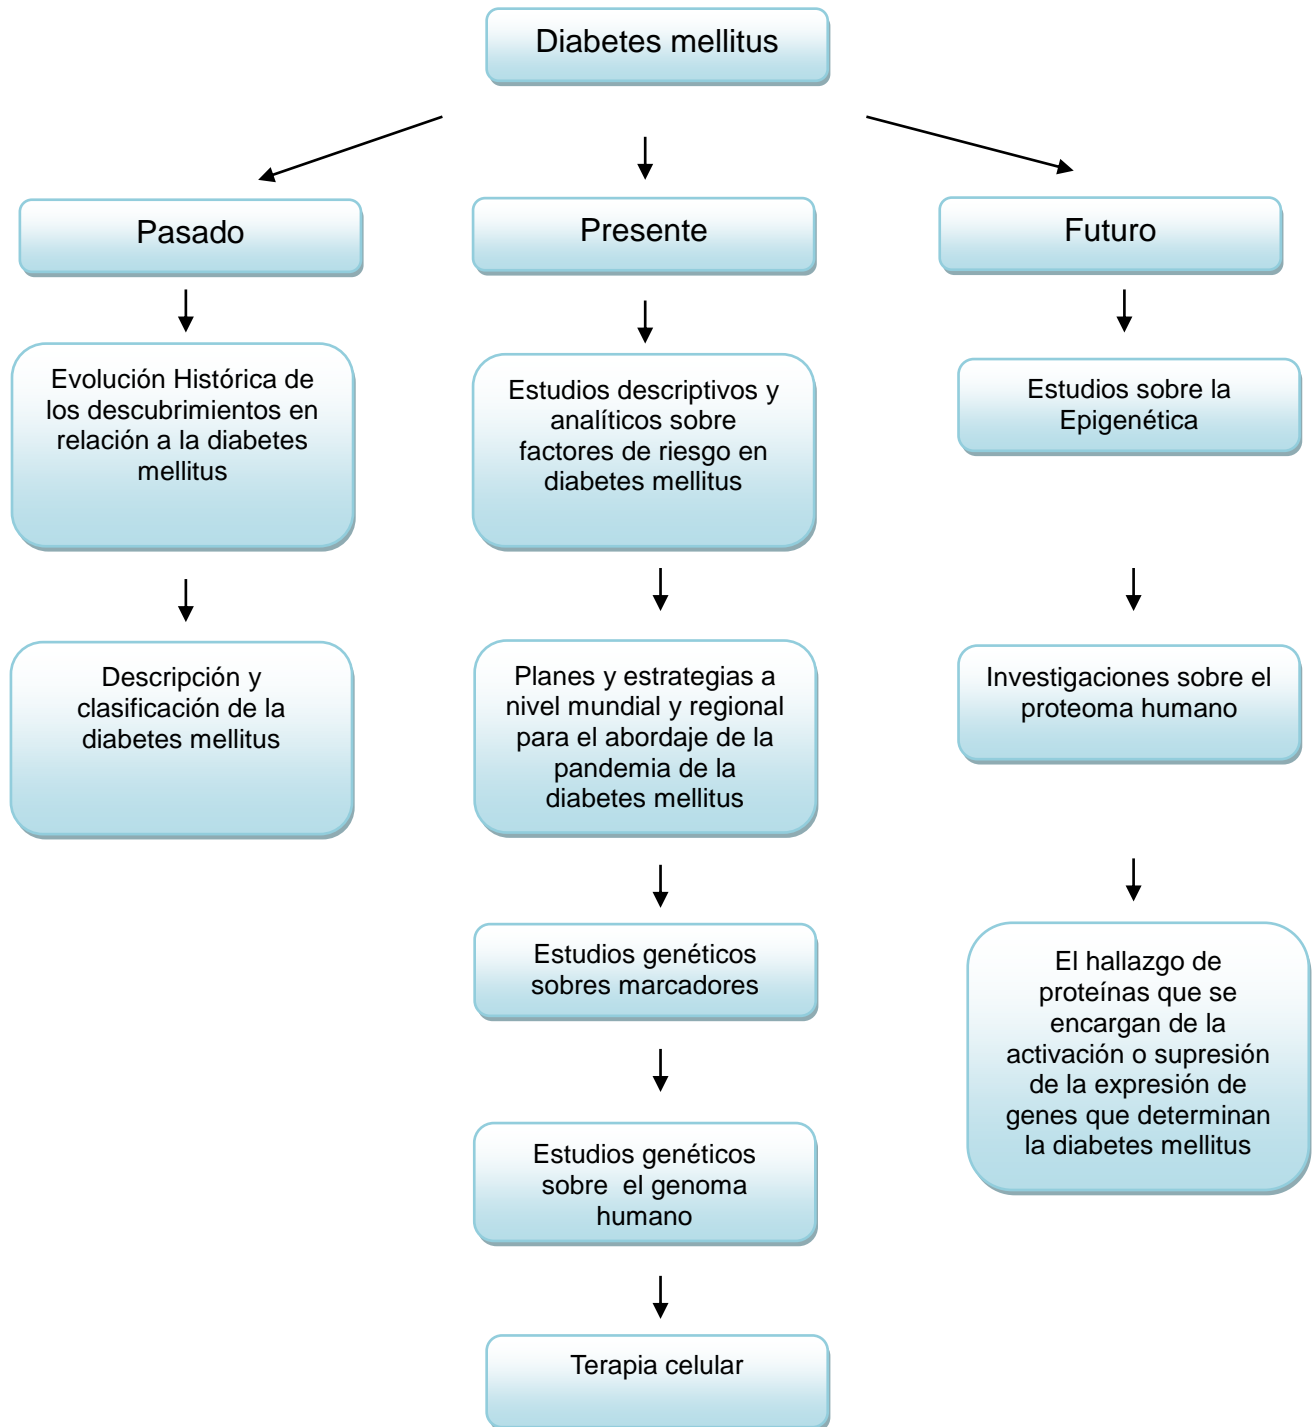 Diabetes mellitus
Pasado
Presente
Futuro
Evolución Histórica de
los descubrimientos en
relación a la diabetes
mellitus
Estudios descriptivos y
analíticos sobre
factores de riesgo en
diabetes mellitus
Estudios sobre la
Epigenética
Descripción y
clasificación de la
diabetes mellitus
Planes y estrategias a
nivel mundial y regional
para el abordaje de la
pandemia de la
diabetes mellitus
Investigaciones sobre el
proteoma humano
Estudios genéticos
sobres marcadores
El hallazgo de
proteínas que se
encargan de la
activación o supresión
de la expresión de
genes que determinan
la diabetes mellitus
Estudios genéticos
sobre  el genoma
humano
Terapia celular